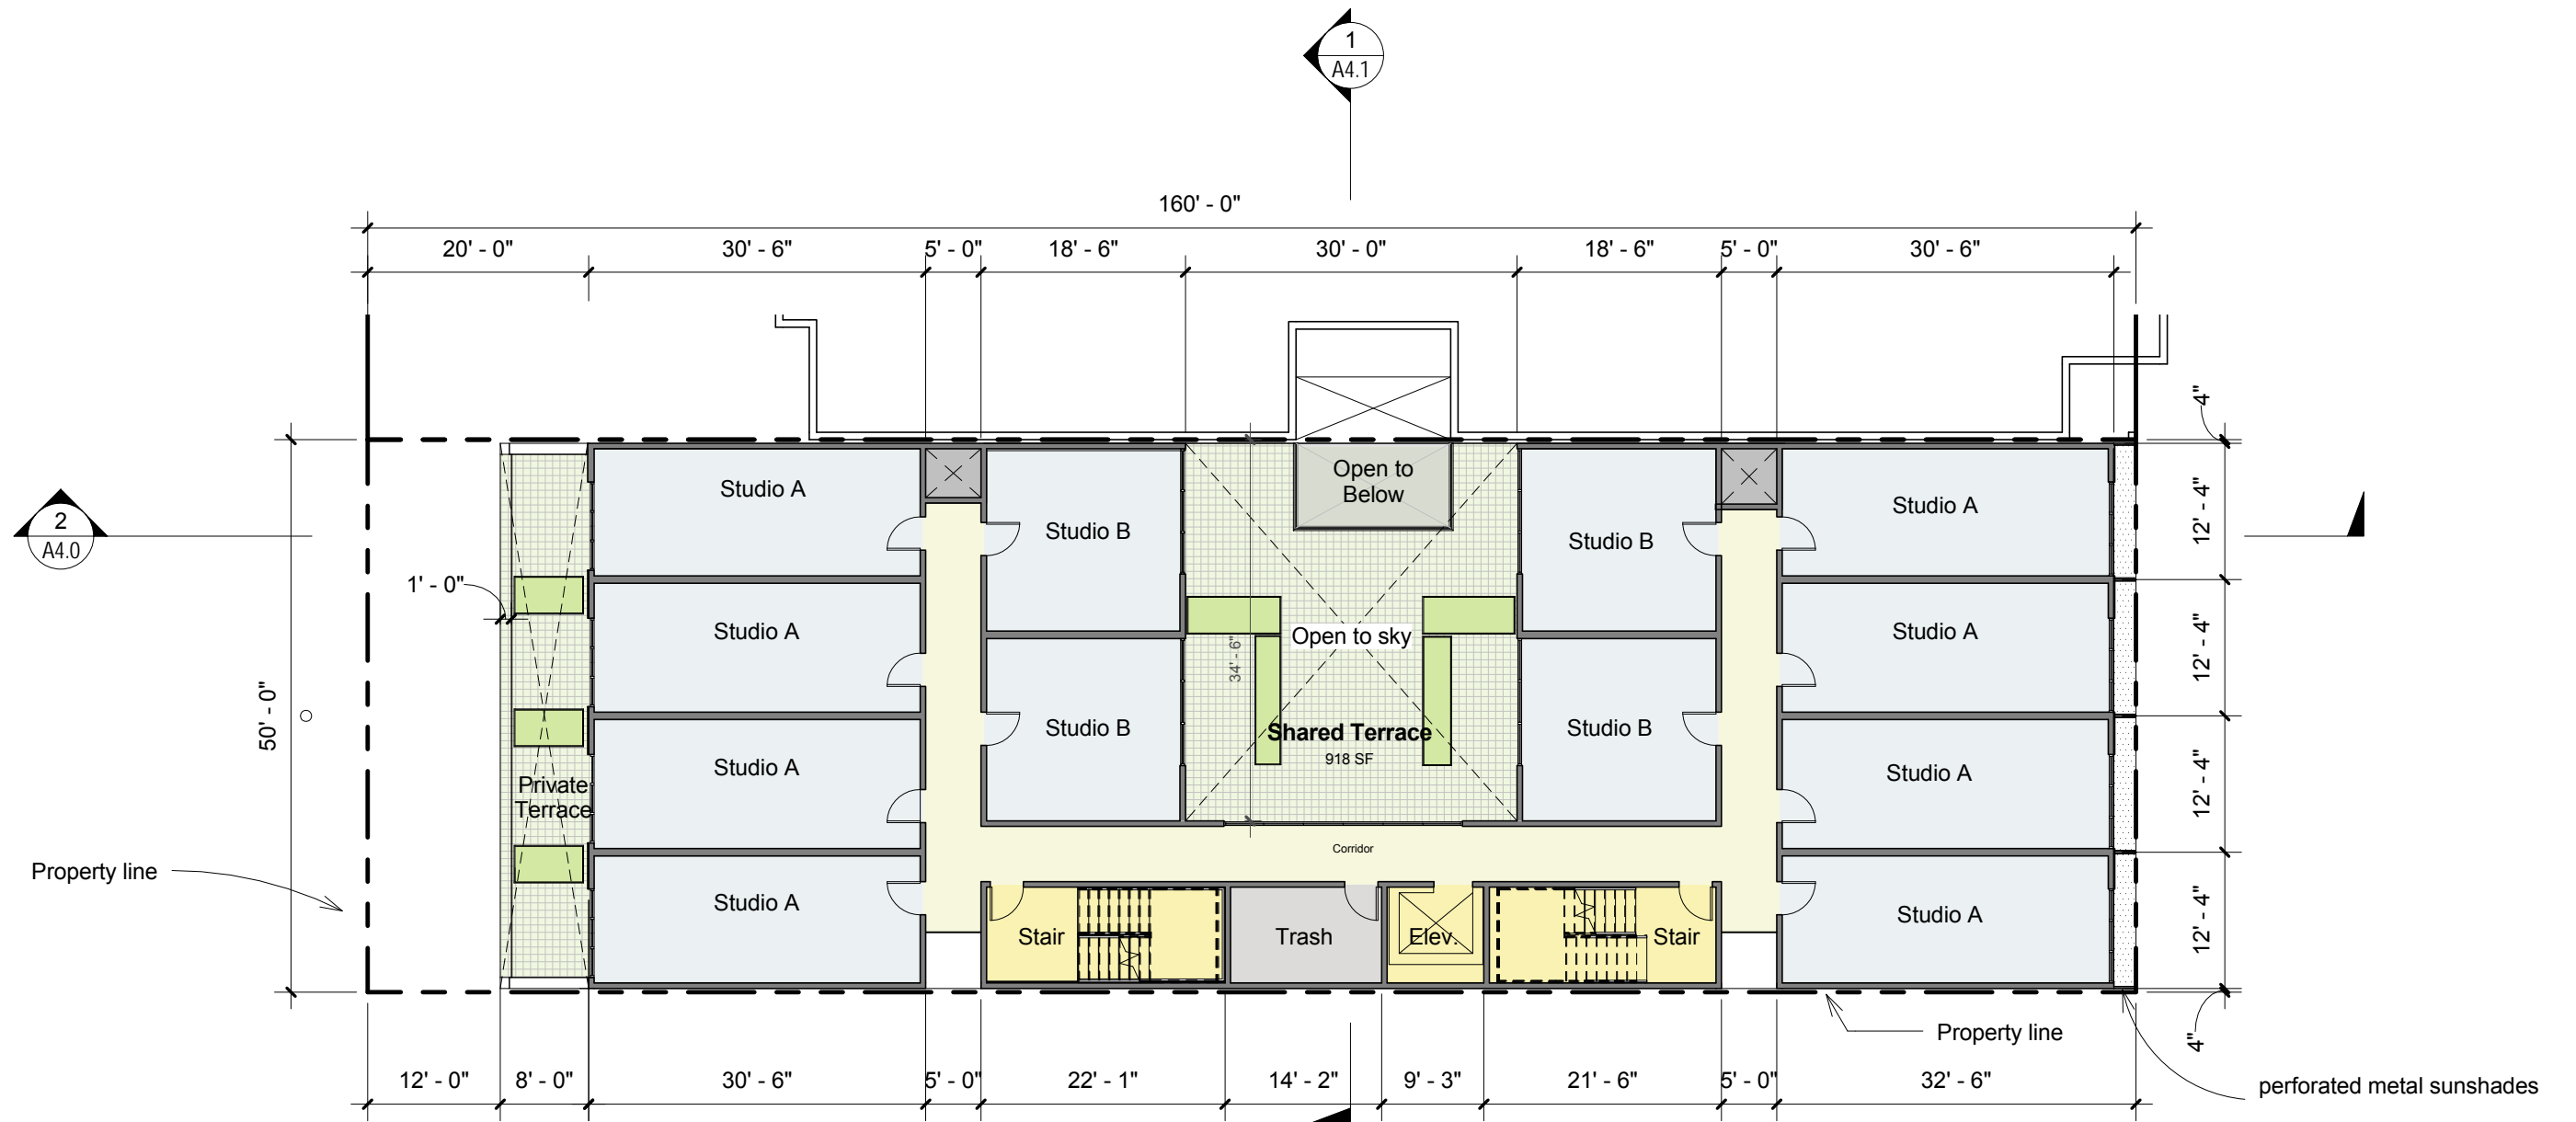 1
A4.1
160' - 0"
20' - 0"
30' - 6"
5' - 0"
18' - 6"
30' - 0"
18' - 6"
5' - 0"
30' - 6"
4"
Open to
Below
Studio A
Studio B
Studio B
Studio A
12' - 4"
2
A4.0
1' - 0"
Studio A
Open to sky
34' - 6"
Studio A
12' - 4"
50' - 0"
Studio B
Shared Terrace
918 SF
Studio B
Studio A
Studio A
12' - 4"
Private
Terrace
Corridor
Property line
Studio A
Stair
Trash
Elev.
Stair
Studio A
12' - 4"
Property line
4"
12' - 0"
8' - 0"
30' - 6"
5' - 0"
22' - 1"
14' - 2"
9' - 3"
21' - 6"
5' - 0"
32' - 6"
perforated metal sunshades